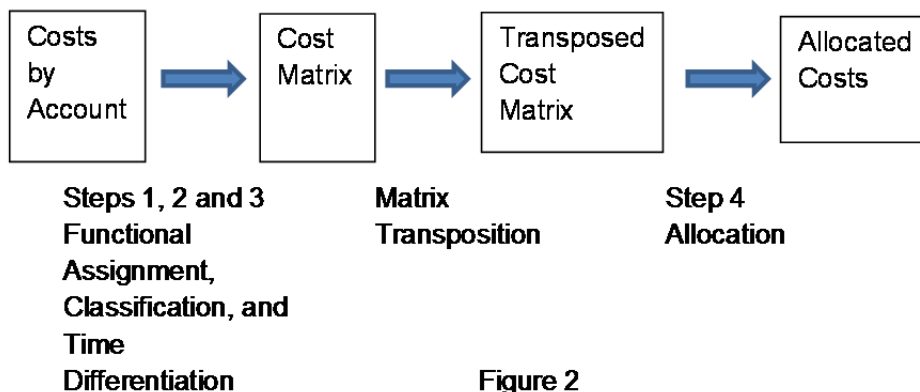 Costs
by
Account
Cost
Matrix
Transposed
Cost
Matrix
Allocated
Costs
Steps 1, 2 and 3
Functional
Assignment,
Classification, and
Time
Differentiation
Matrix
Transposition
Step 4
Allocation
Figure 2